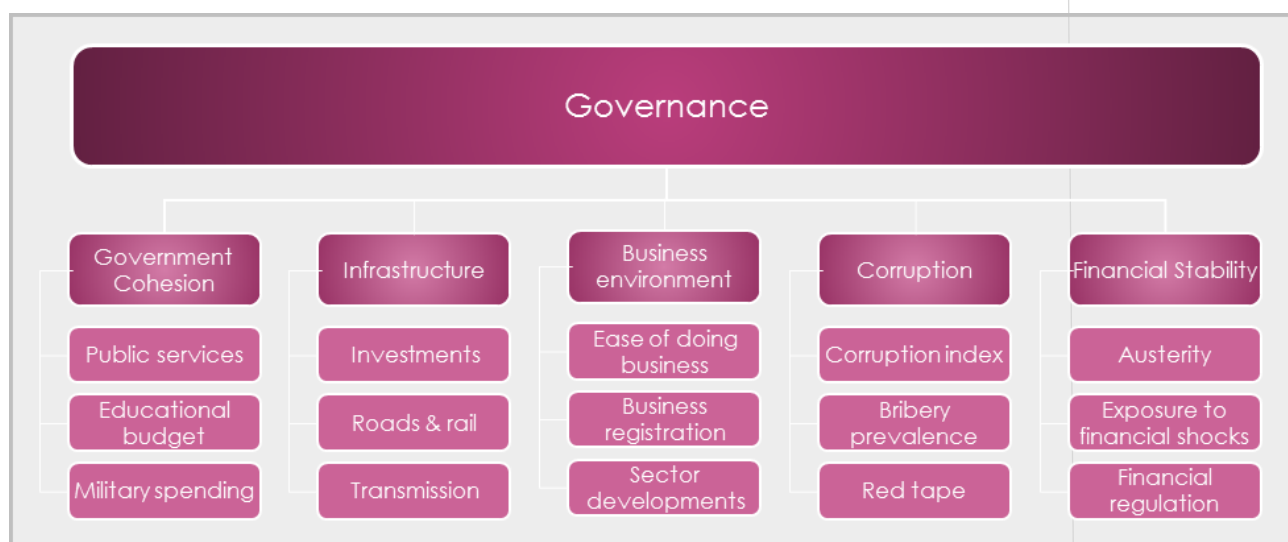 Governance
Government
Cohesion
Public services
Educational
budget
Military spending
Infrastructure
Investments
Roads & rail
Transmission
Business
environment
Ease of doing
business
Business
registration
Sector
developments
Corruption
Corruption index
Bribery
prevalence
Red tape
Financial Stability
Austerity
Exposure to
financial shocks
Financial
regulation